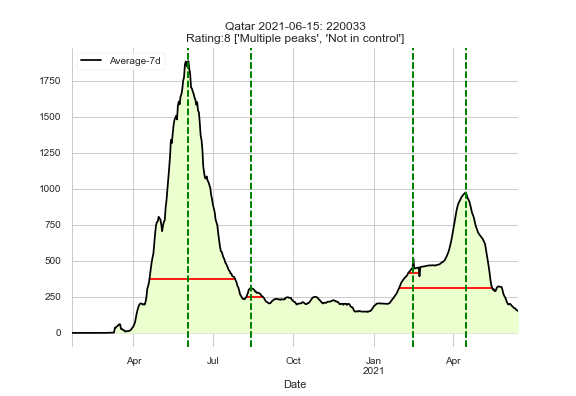 Qatar 2021-06-15: 220033
Rating:8 ['Multiple peaks', 'Not in control']
Average-7d
1750
1500
1250
1000
750
500
250
0
Apr
Jul
Oct
Jan
2021
Apr
Date